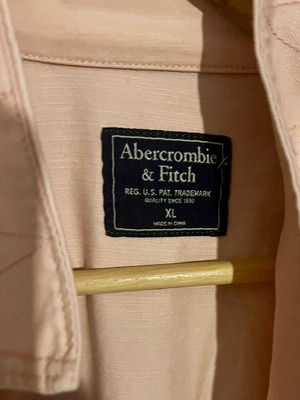 Abercrombie
& Fitch
REG. U.S. PAT. TRADEMARK
QUALITY SINCE 1892
XL
MADE IN CHINA